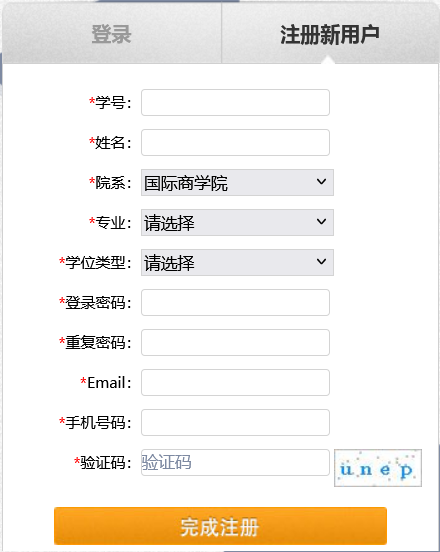 登录 注册新用户
*学号：
*姓名：
*院系： 国际商学院
*专业： 请选择
*学位类型： 请选择
*登录密码：
*重复密码：
*Email：
*手机号码：
*验证码： 验证码 unep
完成注册